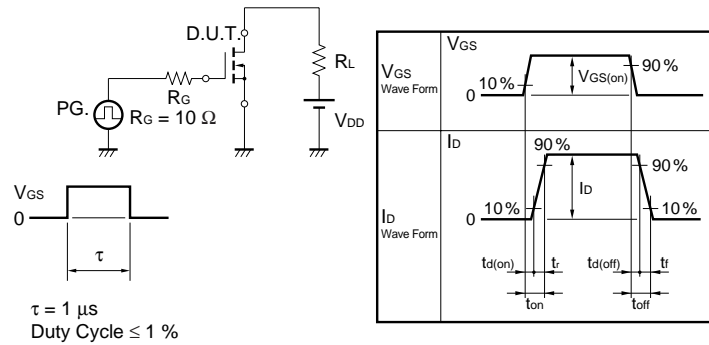 D.U.T.
RL
RG
PG.
RG = 10 Ω
VDD
VGS
0
τ
τ = 1 μs
Duty Cycle ≤ 1 %
VGS
Wave Form
VGS
10 %
0
VGS(on)
90 %
ID
Wave Form
ID
90 %
90 %
ID
10 %
10 %
0
td(on)
tr
td(off)
tf
ton
toff